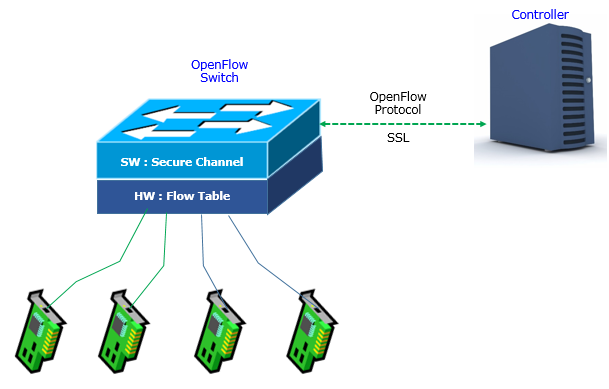 Controller
OpenFlow
Switch
OpenFlow
Protocol
SSL
SW : Secure Channel
HW : Flow Table